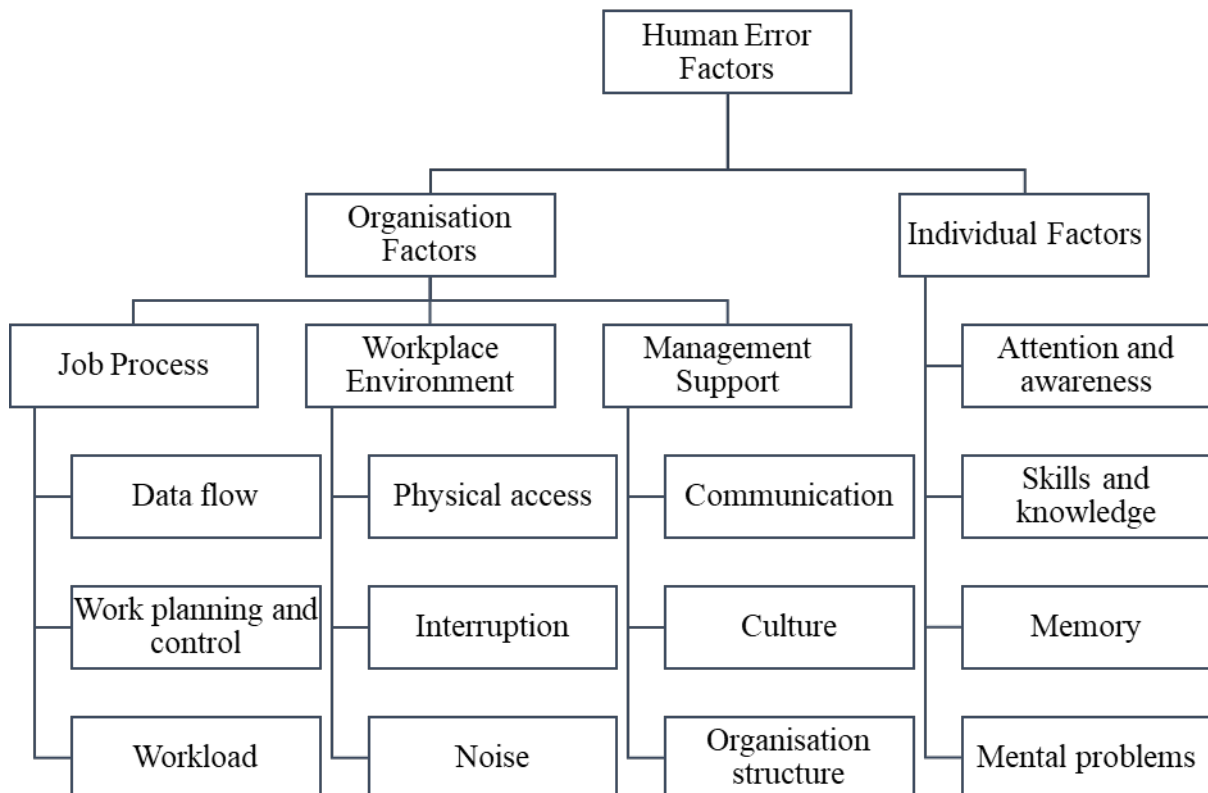 Human Error
Factors
Organisation
Factors
Individual Factors
Job Process
Workplace
Environment
Management
Support
Attention and
awareness
Data flow
Physical access
Communication
Skills and
knowledge
Work planning and
control
Interruption
Culture
Memory
Workload
Noise
Organisation
structure
Mental problems